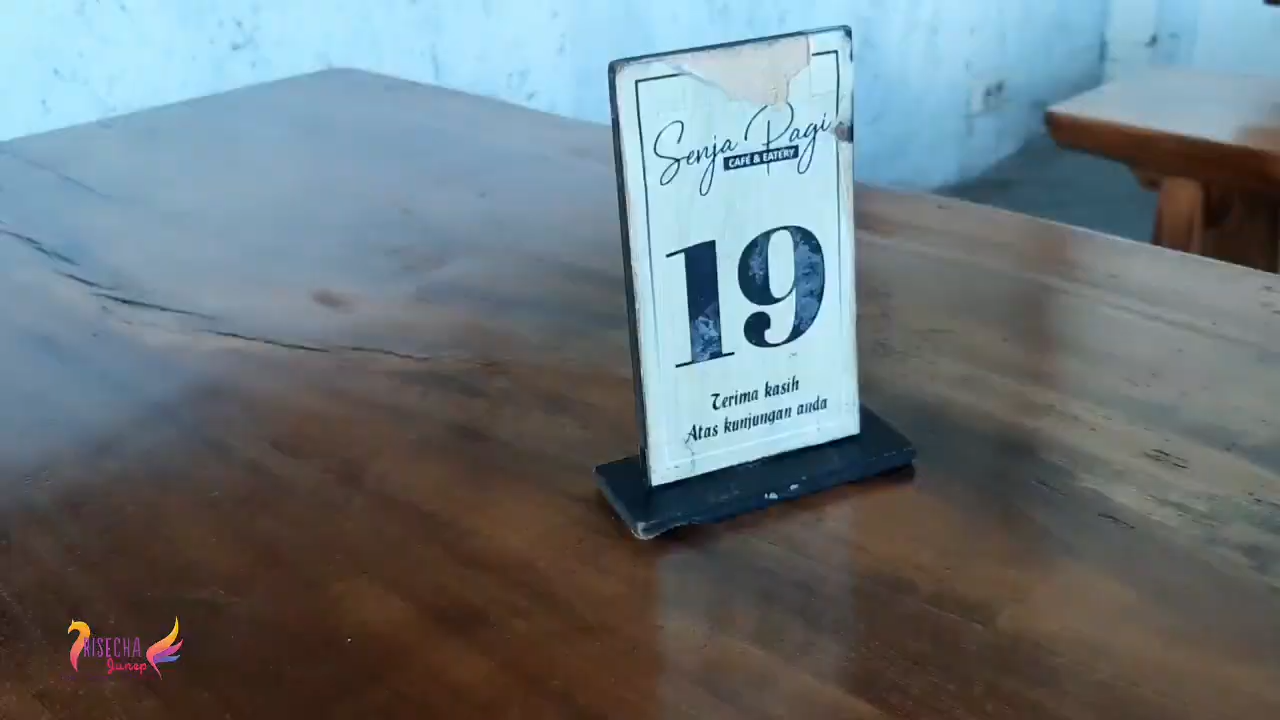 Senja Pagi
CAFE & EATERY
19
Terima kasih
Atas kunjungan anda
RISECHA
Junep